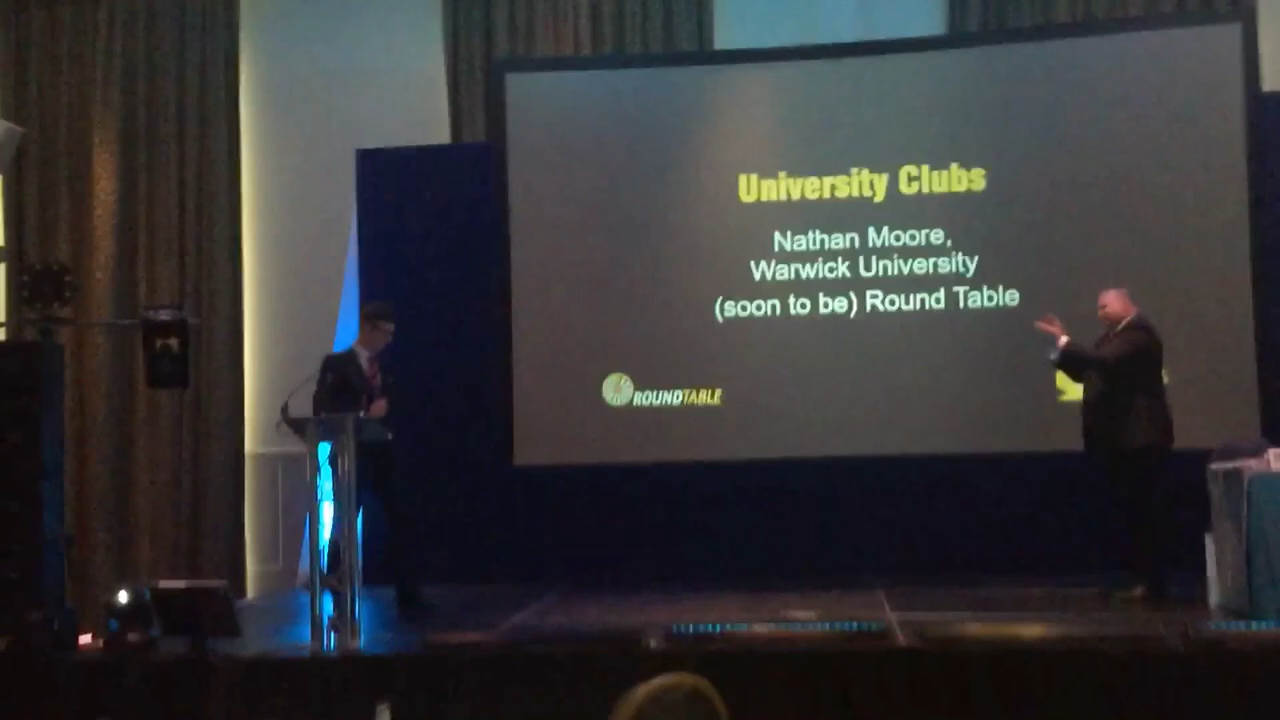 University Clubs
Nathan Moore,
Warwick University
(soon to be) Round Table
ROUNDTABLE